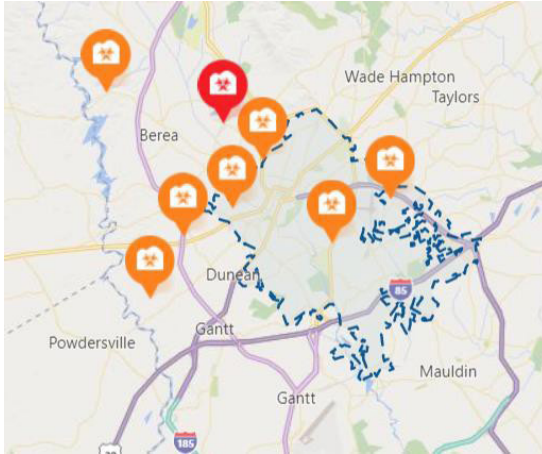 Wade Hampton
Taylors
Berea
Dunean
85
Gantt
Powdersville
Mauldin
Gantt
185